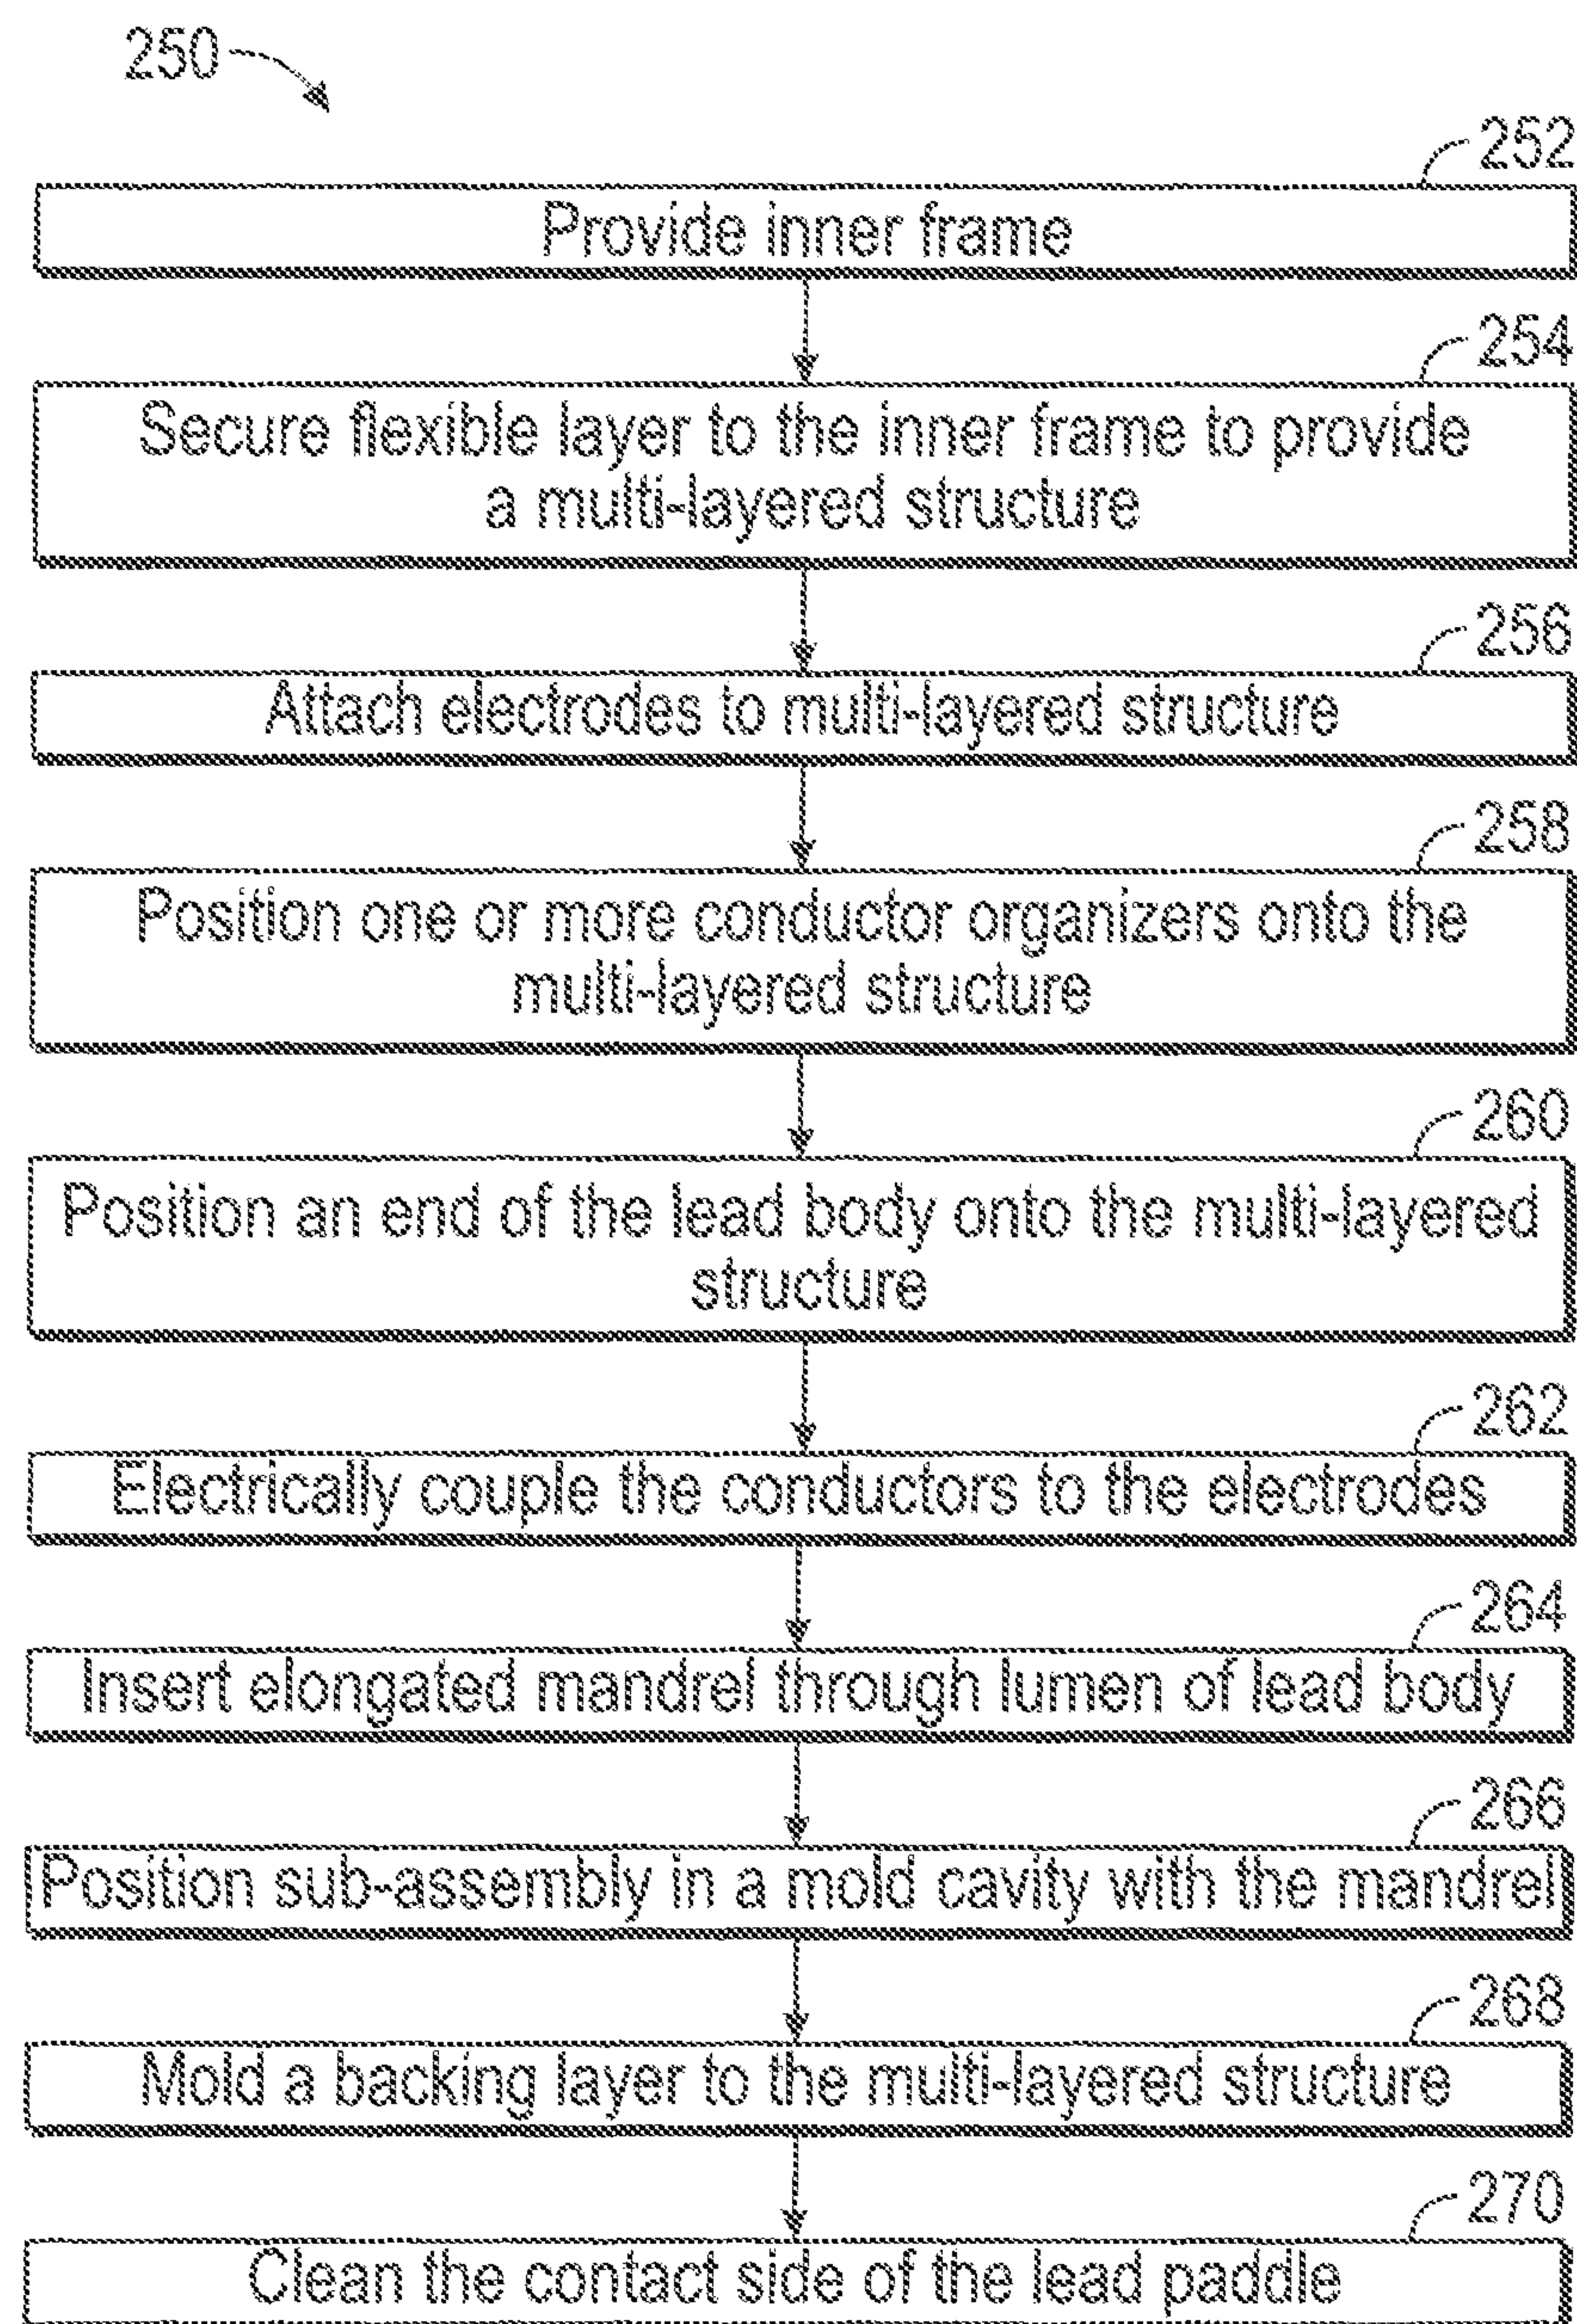 250
252
Provide inner frame
254
Secure flexible layer to the inner frame to provide
a multi-layered structure
256
Attach electrodes to multi-layered structure
258
Position one or more conductor organizers onto the
multi-layered structure
260
Position an end of the lead body onto the multi-layered
structure
262
Electrically couple the conductors to the electrodes
264
Insert elongated mandrel through lumen of lead body
266
Position sub-assembly in a mold cavity with the mandrel
268
Mold a backing layer to the multi-layered structure
270
Clean the contact side of the lead paddle